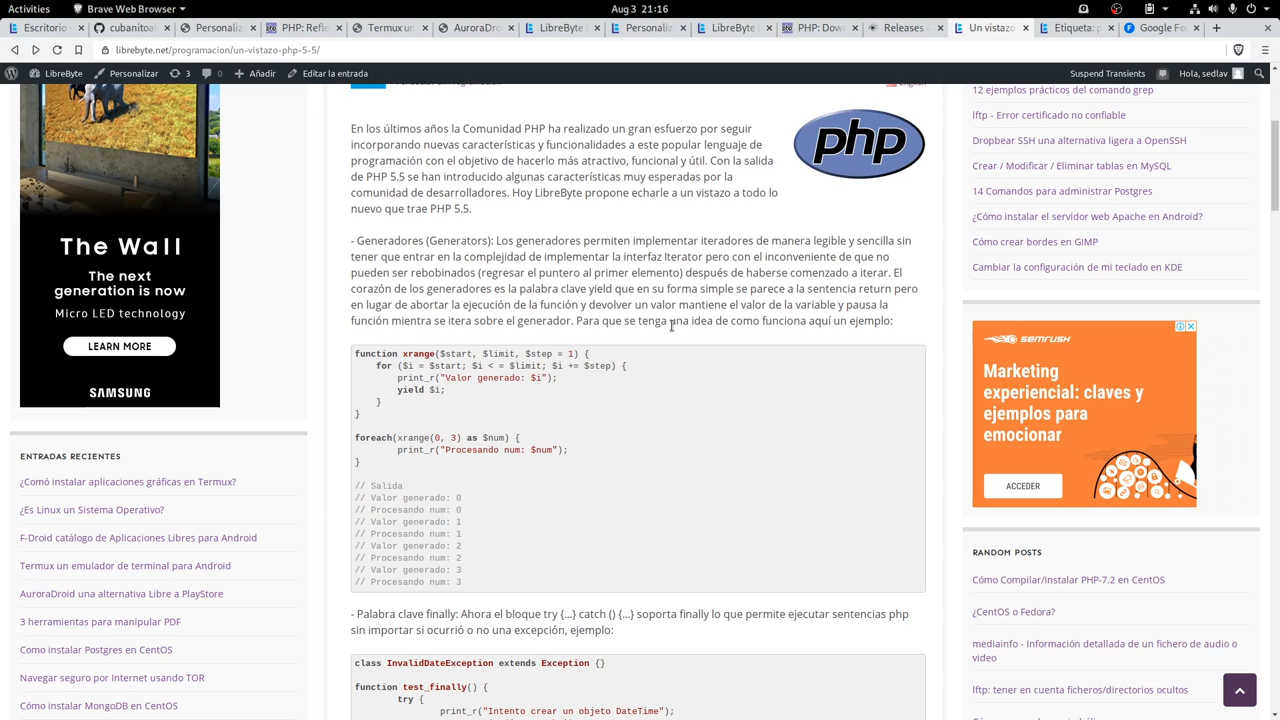 Activities
Brave Web Browser
Aug 3 21:16
Escritorio
cubanitoal
Postparad
PHP: Refle
Termux un
AuroraDro
LibreByte
Personaliz
LibreByte
PHP: Down
Releases
Un vistazo
Etiqueta: p
Google Fo
librebyte.net/programacion/un-vistazo-php-5-5/
LibreByte
Personalizar
3
0
Añadir
Editar la entrada
Suspend Transients
Hola, sedlav
English
En los últimos años la Comunidad PHP ha realizado un gran esfuerzo por seguir
incorporando nuevas características y funcionalidades a este popular lenguaje de
programación con el objetivo de hacerlo más atractivo, funcional y útil. Con la salida
de PHP 5.5 se han introducido algunas características muy esperadas por la
comunidad de desarrolladores. Hoy LibreByte propone echarle a un vistazo a todo lo
nuevo que trae PHP 5.5.
php
- Generadores (Generators): Los generadores permiten implementar iteradores de manera legible y sencilla sin
tener que entrar en la complejidad de implementar la interfaz Iterator pero con el inconveniente de que no
pueden ser rebobinados (regresar el puntero al primer elemento) después de haberse comenzado a iterar. El
corazón de los generadores es la palabra clave yield que en su forma simple se parece a la sentencia return pero
en lugar de abortar la ejecución de la función y devolver un valor mantiene el valor de la variable y pausa la
función mientra se itera sobre el generador. Para que se tenga una idea de como funciona aquí un ejemplo:
function xrange($start, $limit, $step = 1) {
for ($i = $start; $i < = $limit; $i += $step) {
print_r("Valor generado: $i");
yield $i;
}
}
foreach(xrange(0, 3) as $num) {
print_r("Procesando num: $num");
}
// Salida
// Valor generado: 0
// Procesando num: 0
// Valor generado: 1
// Procesando num: 1
// Valor generado: 2
// Procesando num: 2
// Valor generado: 3
// Procesando num: 3
- Palabra clave finally: Ahora el bloque try {...} catch () {...} soporta finally lo que permite ejecutar sentencias php
sin importar si ocurrió o no una excepción, ejemplo:
class InvalidDateException extends Exception {}
function test_finally() {
try {
print_r("Intento crear un objeto DateTime");
The Wall
The next
generation is now
Micro LED technology
LEARN MORE
SAMSUNG
ENTRADAS RECIENTES
¿Comó instalar aplicaciones gráficas en Termux?
¿Es Linux un Sistema Operativo?
F-Droid catálogo de Aplicaciones Libres para Android
Termux un emulador de terminal para Android
AuroraDroid una alternativa Libre a PlayStore
3 herramientas para manipular PDF
Como instalar Postgres en CentOS
Navegar seguro por Internet usando TOR
Cómo instalar MongoDB en CentOS
12 ejemplos prácticos del comando grep
lftp - Error certificado no confiable
Dropbear SSH una alternativa ligera a OpenSSH
Crear / Modificar / Eliminar tablas en MySQL
14 Comandos para administrar Postgres
¿Cómo instalar el servidor web Apache en Android?
Cómo crear bordes en GIMP
Cambiar la configuración de mi teclado en KDE
SEMRUSH
Marketing
experiencial: claves y
ejemplos para
emocionar
ACCEDER
RANDOM POSTS
Cómo Compilar/Instalar PHP-7.2 en CentOS
¿CentOS o Fedora?
mediainfo - Información detallada de un fichero de audio o
video
lftp: tener en cuenta ficheros/directorios ocultos